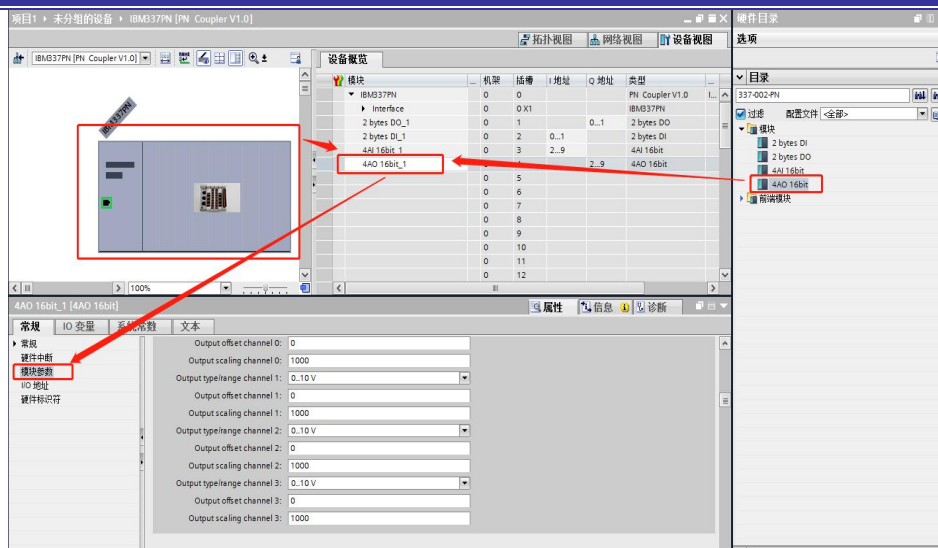 项目1 › 未分组的设备 › IBM337PN [PN Coupler V1.0]
拓扑视图 网络视图 设备视图
IBM337PN [PN Coupler V1.0]
IBM337PN
100%
设备概览
模块 ... 机架 插槽 I 地址 Q 地址 类型 ...
IBM337PN 0 0 PN Coupler V1.0 I...
Interface 0 0 X1 IBM337PN
2 bytes DO_1 0 1 0...1 2 bytes DO
2 bytes DI_1 0 2 0...1 2 bytes DI
4AI 16bit_1 0 3 2...9 4AI 16bit
4AO 16bit_1 2...9 4AO 16bit
0 5
0 6
0 7
0 8
0 9
0 10
0 11
0 12
4AO 16bit_1 [4AO 16bit]
属性 信息 诊断
常规 IO 变量 系统常数 文本
常规
硬件中断
模块参数
I/O 地址
硬件标识符
Output offset channel 0: 0
Output scaling channel 0: 1000
Output type/range channel 1: 0..10 V
Output offset channel 1: 0
Output scaling channel 1: 1000
Output type/range channel 2: 0..10 V
Output offset channel 2: 0
Output scaling channel 2: 1000
Output type/range channel 3: 0..10 V
Output offset channel 3: 0
Output scaling channel 3: 1000
硬件目录
选项
目录
337-002-PN
过滤 配置文件 <全部>
模块
2 bytes DI
2 bytes DO
4AI 16bit
4AO 16bit
前端模块